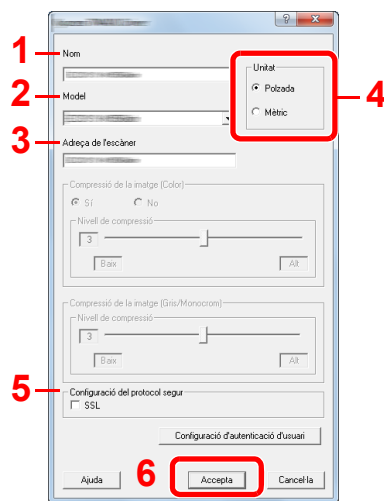 1
Nom
2
Model
3
Adreça de l'escàner
Unitat
Polzada
Mètric
4
Compressió de la imatge (Color)
Sí No
Nivell de compressió
3
Baix Alt
Compressió de la imatge (Gris/Monocrom)
Nivell de compressió
3
Baix Alt
5
Configuració del protocol segur
SSL
Configuració d'autenticació d'usuari
6
Ajuda Accepta Cancel·la